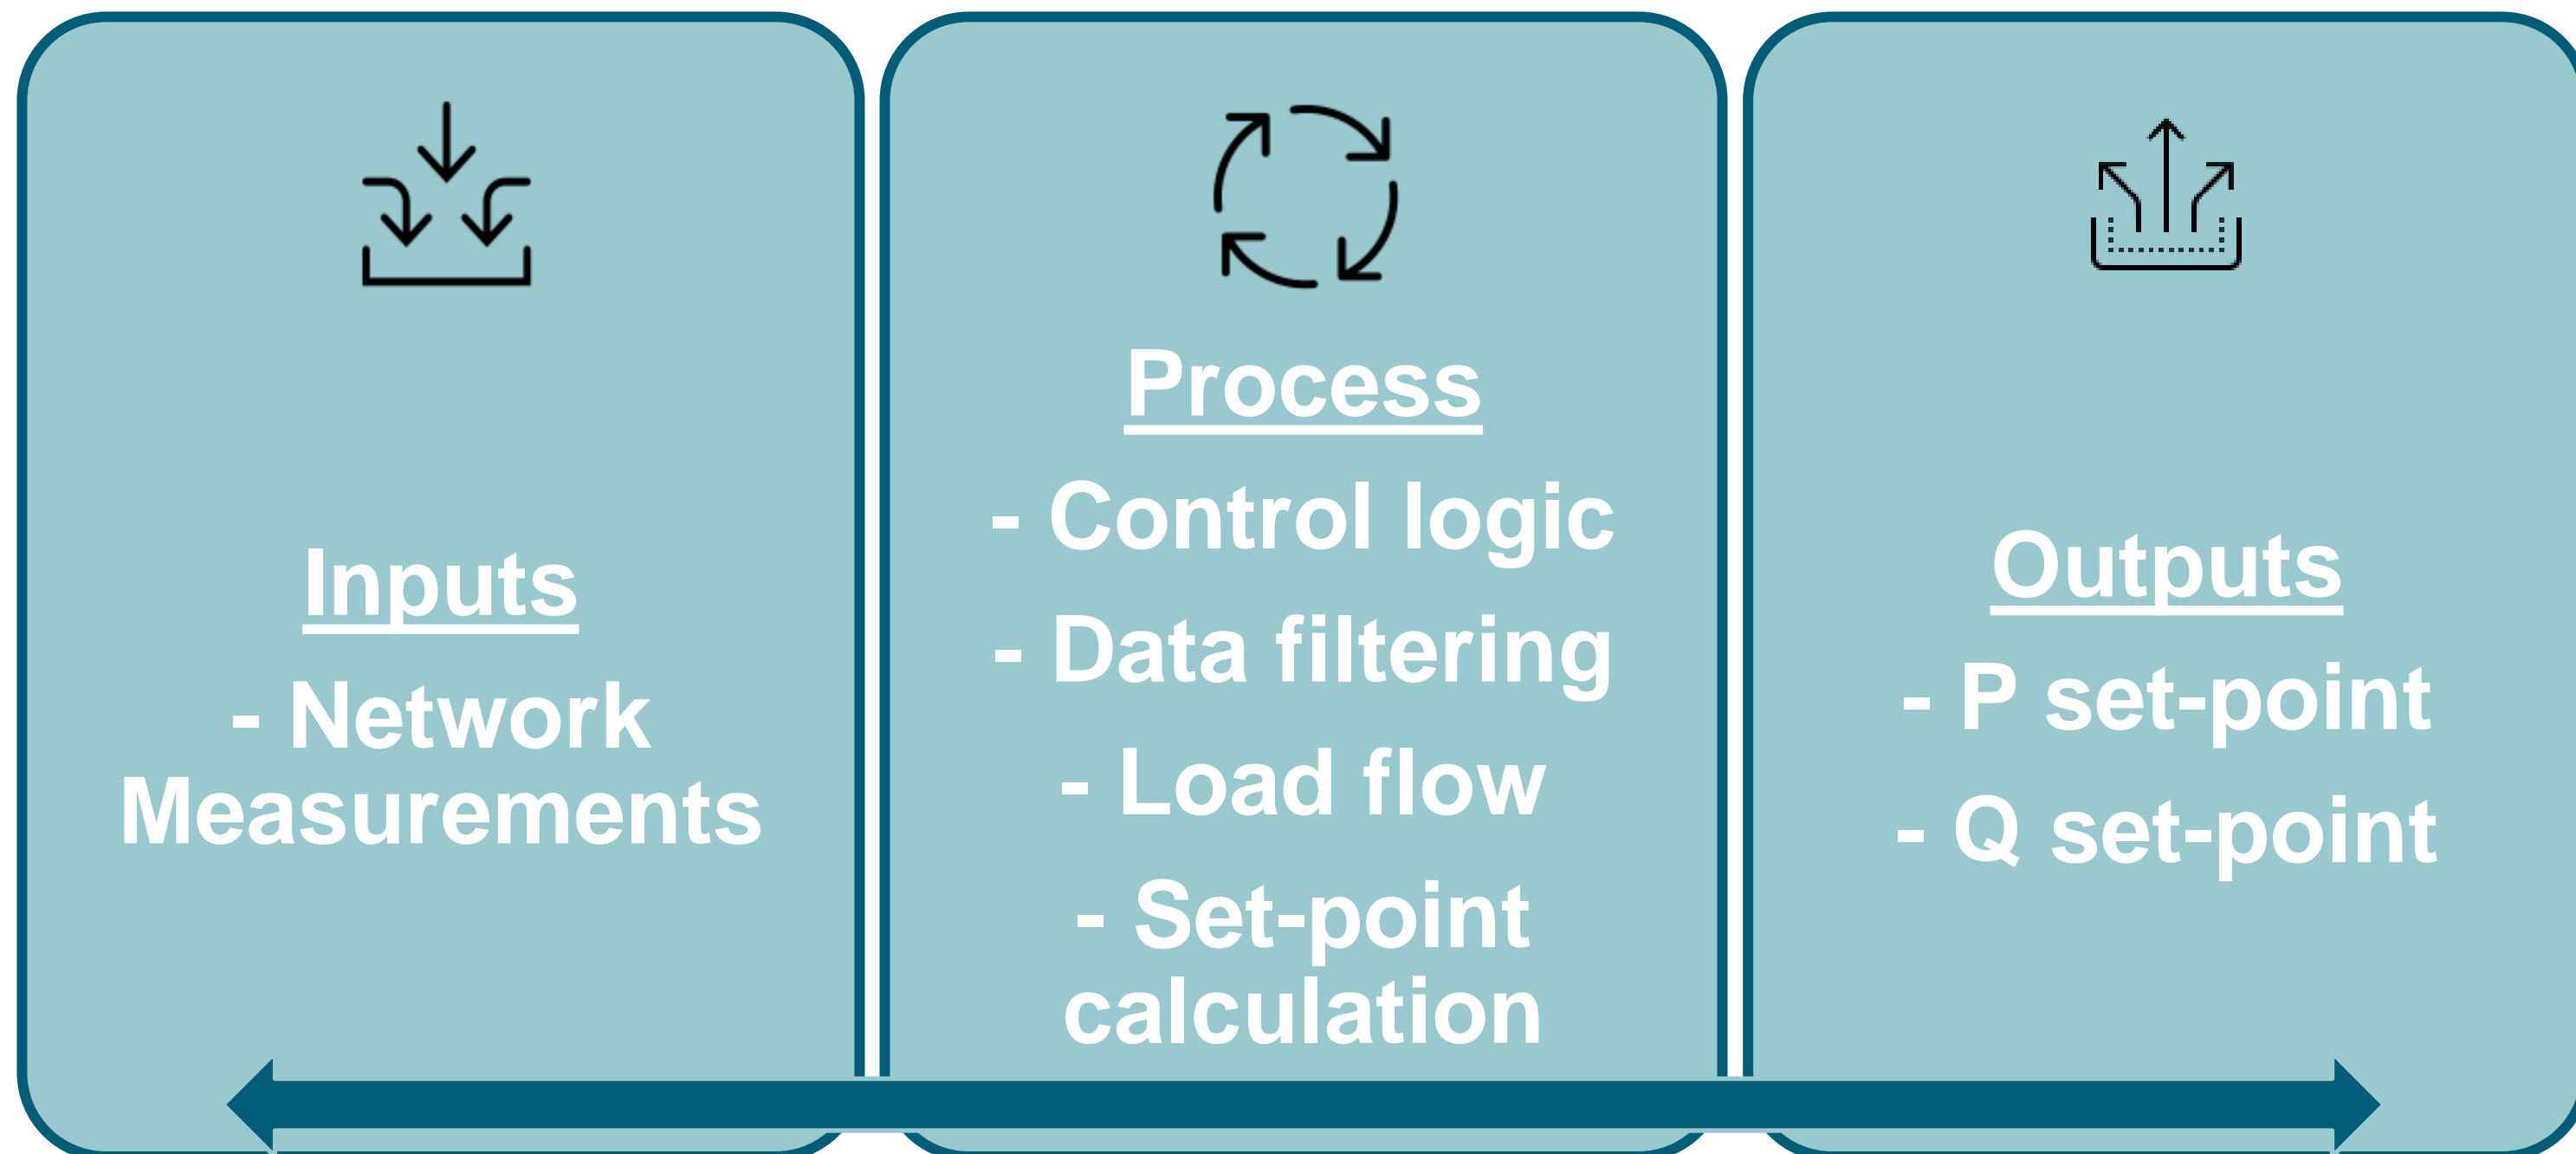 Inputs
- Network
Measurements
Process
- Control logic
- Data filtering
- Load flow
- Set-point
calculation
Outputs
- P set-point
- Q set-point